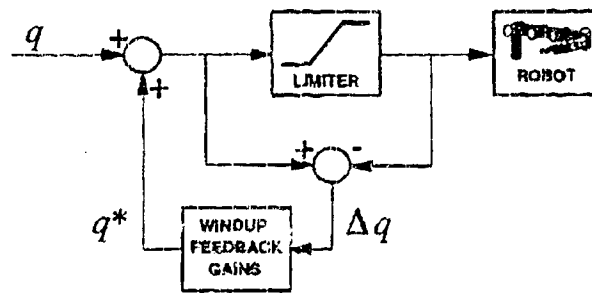 q
+
+
LIMITER
ROBOT
+
-
q*
WINDUP
FEEDBACK
GAINS
Δq